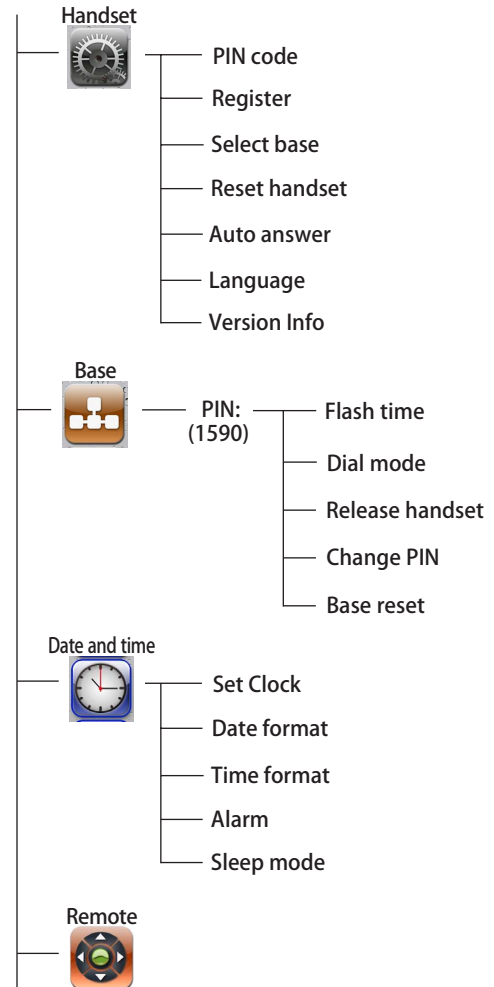 Handset
PIN code
Register
Select base
Reset handset
Auto answer
Language
Version Info
Base
PIN:
(1590)
Flash time
Dial mode
Release handset
Change PIN
Base reset
Date and time
Set Clock
Date format
Time format
Alarm
Sleep mode
Remote